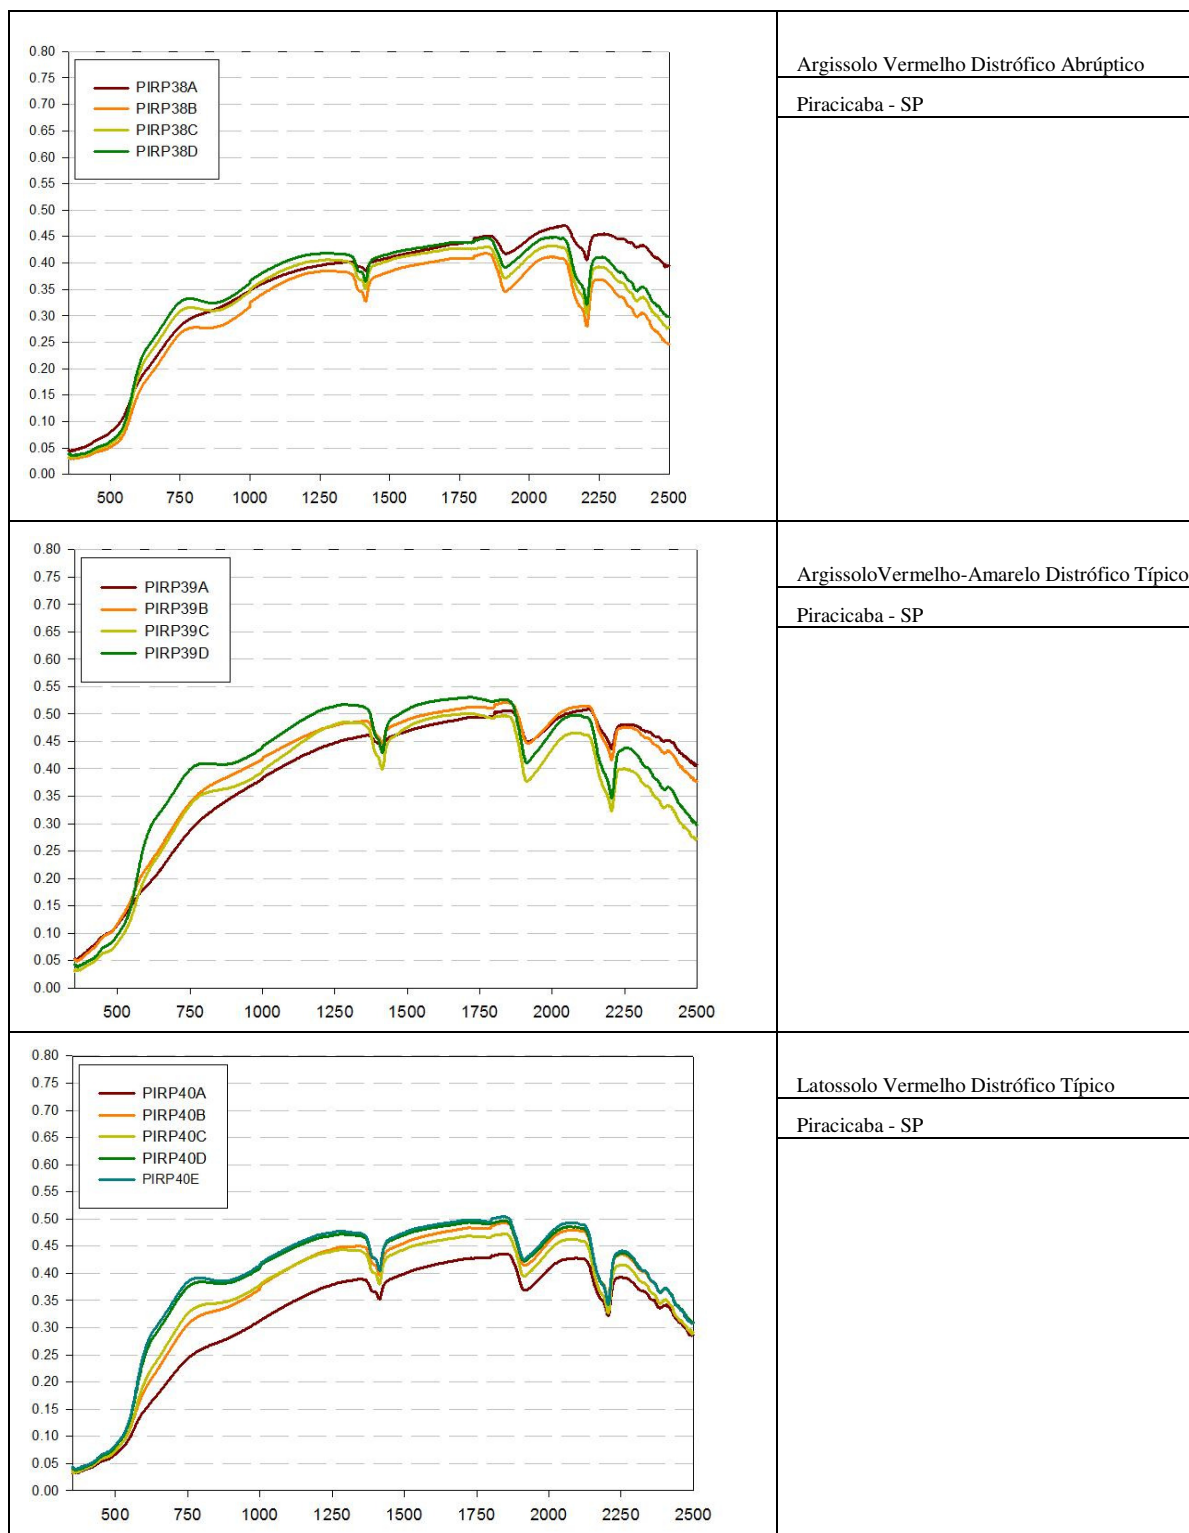 0.80
0.75
0.70
0.65
0.60
0.55
0.50
0.45
0.40
0.35
0.30
0.25
0.20
0.15
0.10
0.05
0.00
PIRP38A
PIRP38B
PIRP38C
PIRP38D
500 750 1000 1250 1500 1750 2000 2250 2500
Argissolo Vermelho Distrófico Abrúptico
Piracicaba - SP
0.80
0.75
0.70
0.65
0.60
0.55
0.50
0.45
0.40
0.35
0.30
0.25
0.20
0.15
0.10
0.05
0.00
PIRP39A
PIRP39B
PIRP39C
PIRP39D
500 750 1000 1250 1500 1750 2000 2250 2500
ArgissoloVermelho-Amarelo Distrófico Típico
Piracicaba - SP
0.80
0.75
0.70
0.65
0.60
0.55
0.50
0.45
0.40
0.35
0.30
0.25
0.20
0.15
0.10
0.05
0.00
PIRP40A
PIRP40B
PIRP40C
PIRP40D
PIRP40E
500 750 1000 1250 1500 1750 2000 2250 2500
Latossolo Vermelho Distrófico Típico
Piracicaba - SP